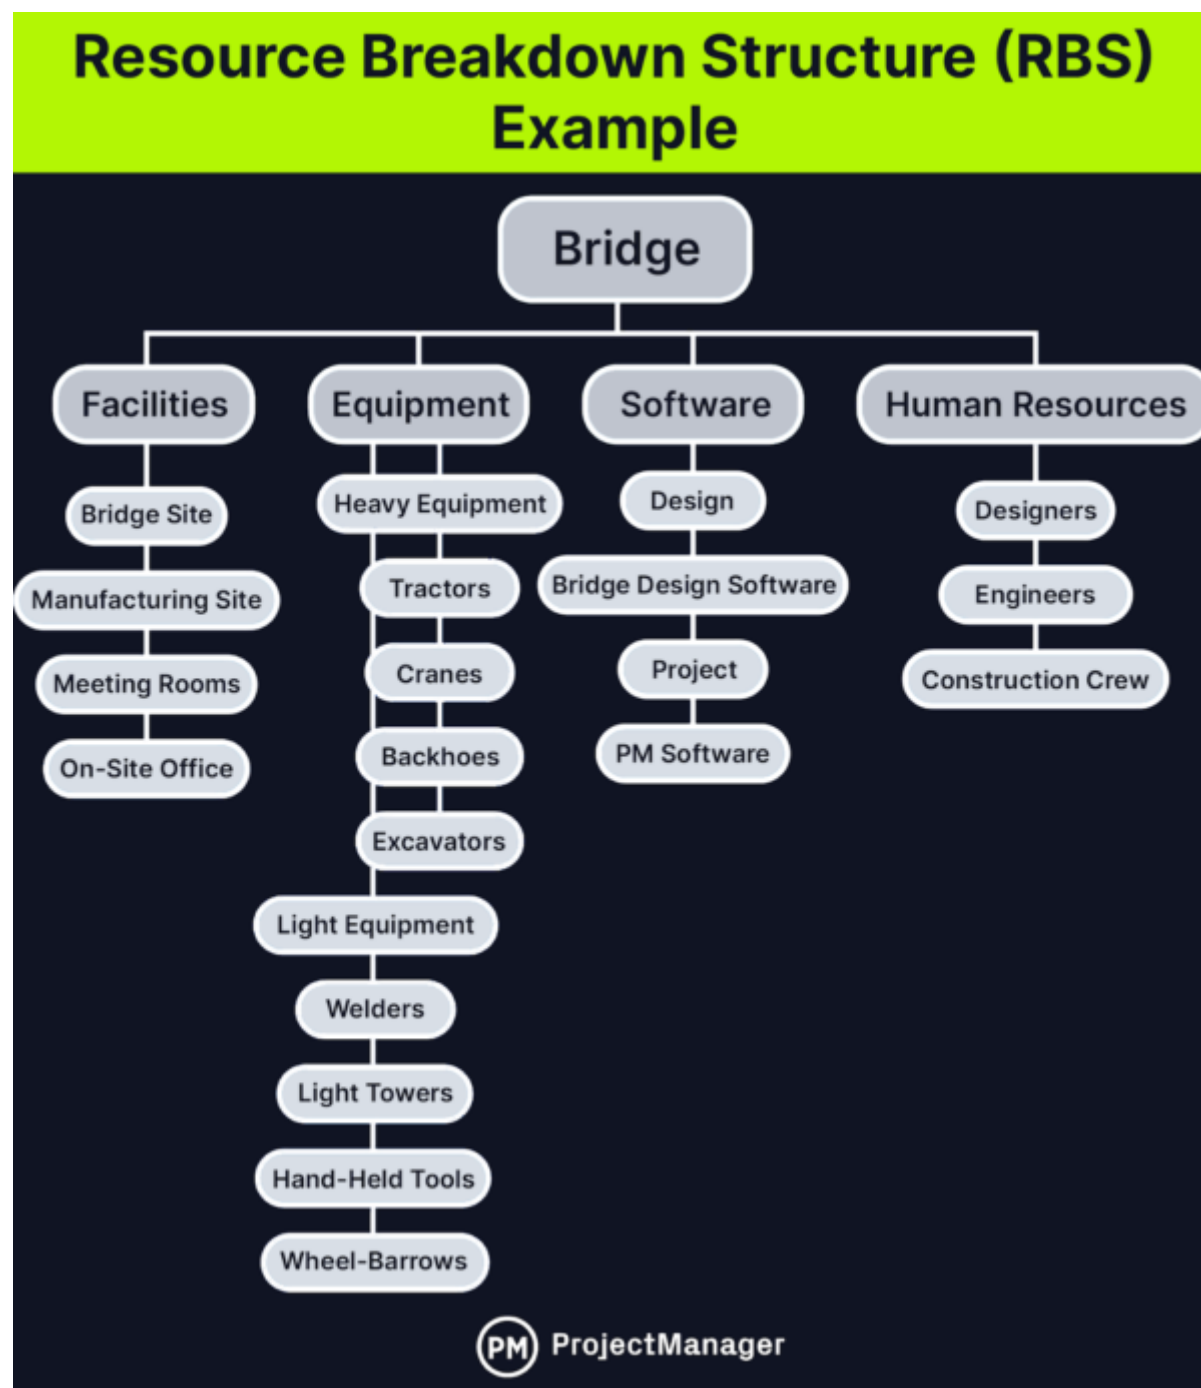 Resource Breakdown Structure (RBS)
Example
Bridge
Facilities
Equipment
Software
Human Resources
Bridge Site
Manufacturing Site
Meeting Rooms
On-Site Office
Heavy Equipment
Tractors
Cranes
Backhoes
Excavators
Light Equipment
Welders
Light Towers
Hand-Held Tools
Wheel-Barrows
Design
Bridge Design Software
Project
PM Software
Designers
Engineers
Construction Crew
PM ProjectManager